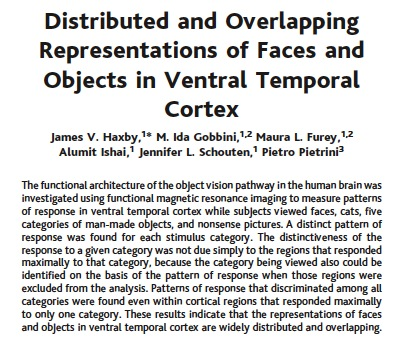 Distributed and Overlapping
Representations of Faces and
Objects in Ventral Temporal
Cortex
James V. Haxby,1* M. Ida Gobbini,1,2 Maura L. Furey,1,2
Alumit Ishai,1 Jennifer L. Schouten,1 Pietro Pietrini3
The functional architecture of the object vision pathway in the human brain was
investigated using functional magnetic resonance imaging to measure patterns
of response in ventral temporal cortex while subjects viewed faces, cats, five
categories of man-made objects, and nonsense pictures. A distinct pattern of
response was found for each stimulus category. The distinctiveness of the
response to a given category was not due simply to the regions that responded
maximally to that category, because the category being viewed also could be
identified on the basis of the pattern of response when those regions were
excluded from the analysis. Patterns of response that discriminated among all
categories were found even within cortical regions that responded maximally
to only one category. These results indicate that the representations of faces
and objects in ventral temporal cortex are widely distributed and overlapping.